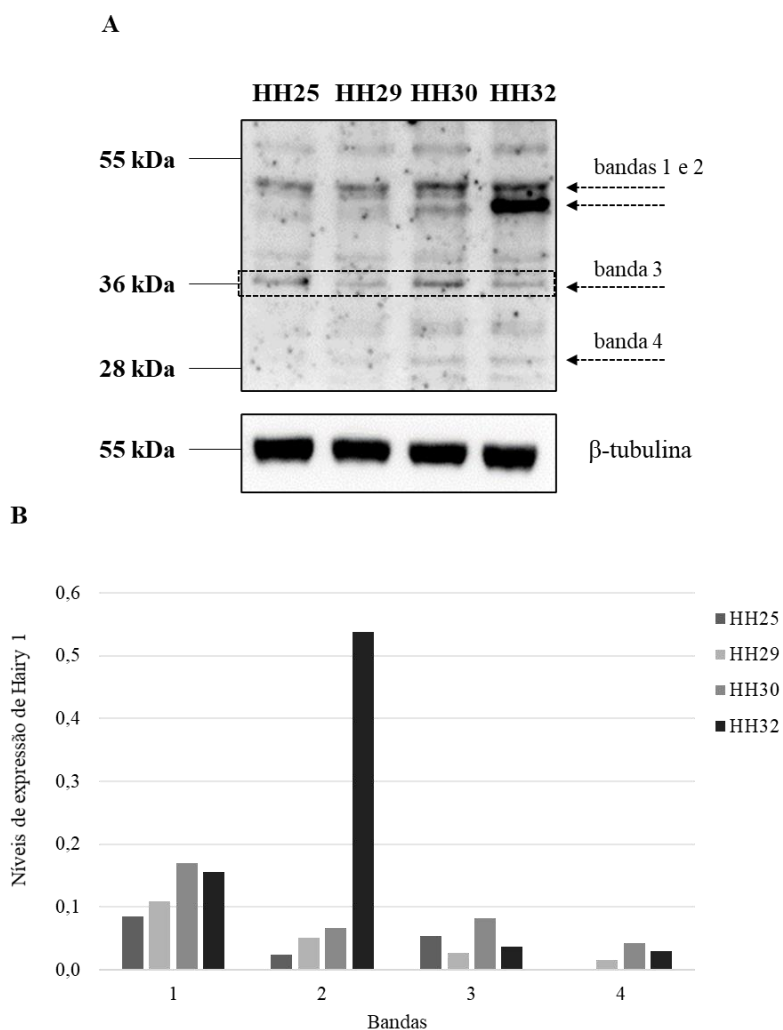 A
HH25 HH29 HH30 HH32
55 kDa
bandas 1 e 2
36 kDa
banda 3
28 kDa
banda 4
55 kDa
β-tubulina
B
Níveis de expressão de Hairy 1
0,6
0,5
0,4
0,3
0,2
0,1
0,0
1 2 3 4
Bandas
HH25
HH29
HH30
HH32